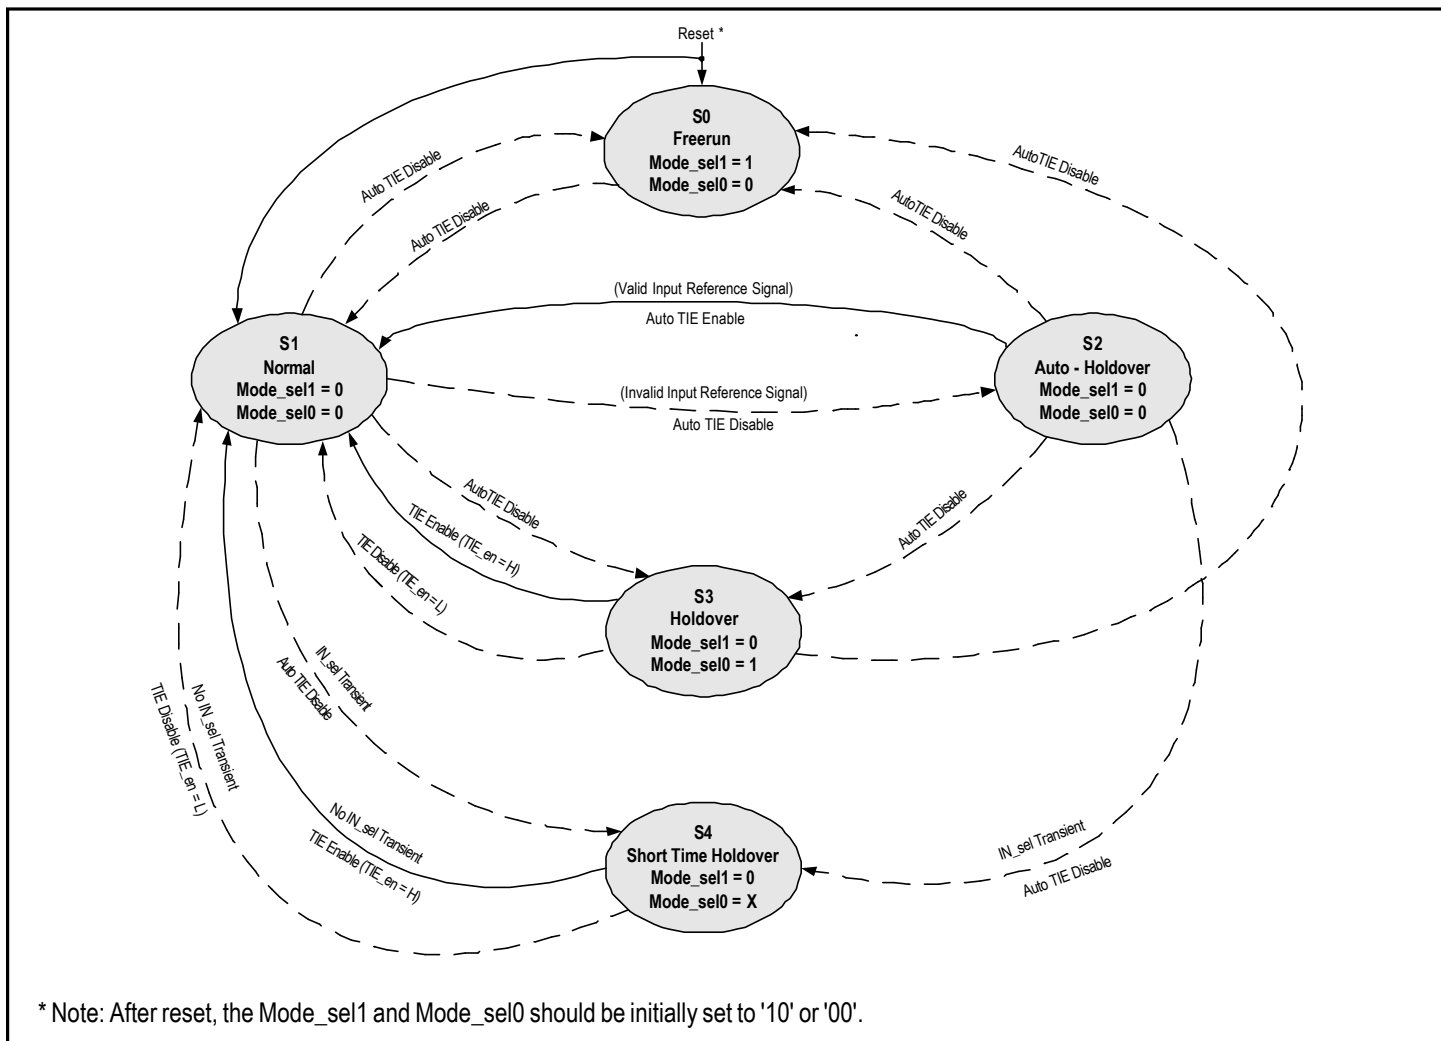 Reset *
S0
Freerun
Mode_sel1 = 1
Mode_sel0 = 0
Auto TIE Disable
Auto TIE Disable
AutoTIE Disable
AutoTIE Disable
(Valid Input Reference Signal)
Auto TIE Enable
S1
Normal
Mode_sel1 = 0
Mode_sel0 = 0
(Invalid Input Reference Signal)
Auto TIE Disable
S2
Auto - Holdover
Mode_sel1 = 0
Mode_sel0 = 0
AutoTIE Disable
TIE Enable (TIE_en = H)
TIE Disable (TIE_en = L)
Auto TIE Disable
S3
Holdover
Mode_sel1 = 0
Mode_sel0 = 1
IN_sel Transient
Auto TIE Disable
No IN_sel Transient
TIE Disable (TIE_en = L)
No IN_sel Transient
TIE Enable (TIE_en = H)
S4
Short Time Holdover
Mode_sel1 = 0
Mode_sel0 = X
IN_sel Transient
Auto TIE Disable
* Note: After reset, the Mode_sel1 and Mode_sel0 should be initially set to '10' or '00'.